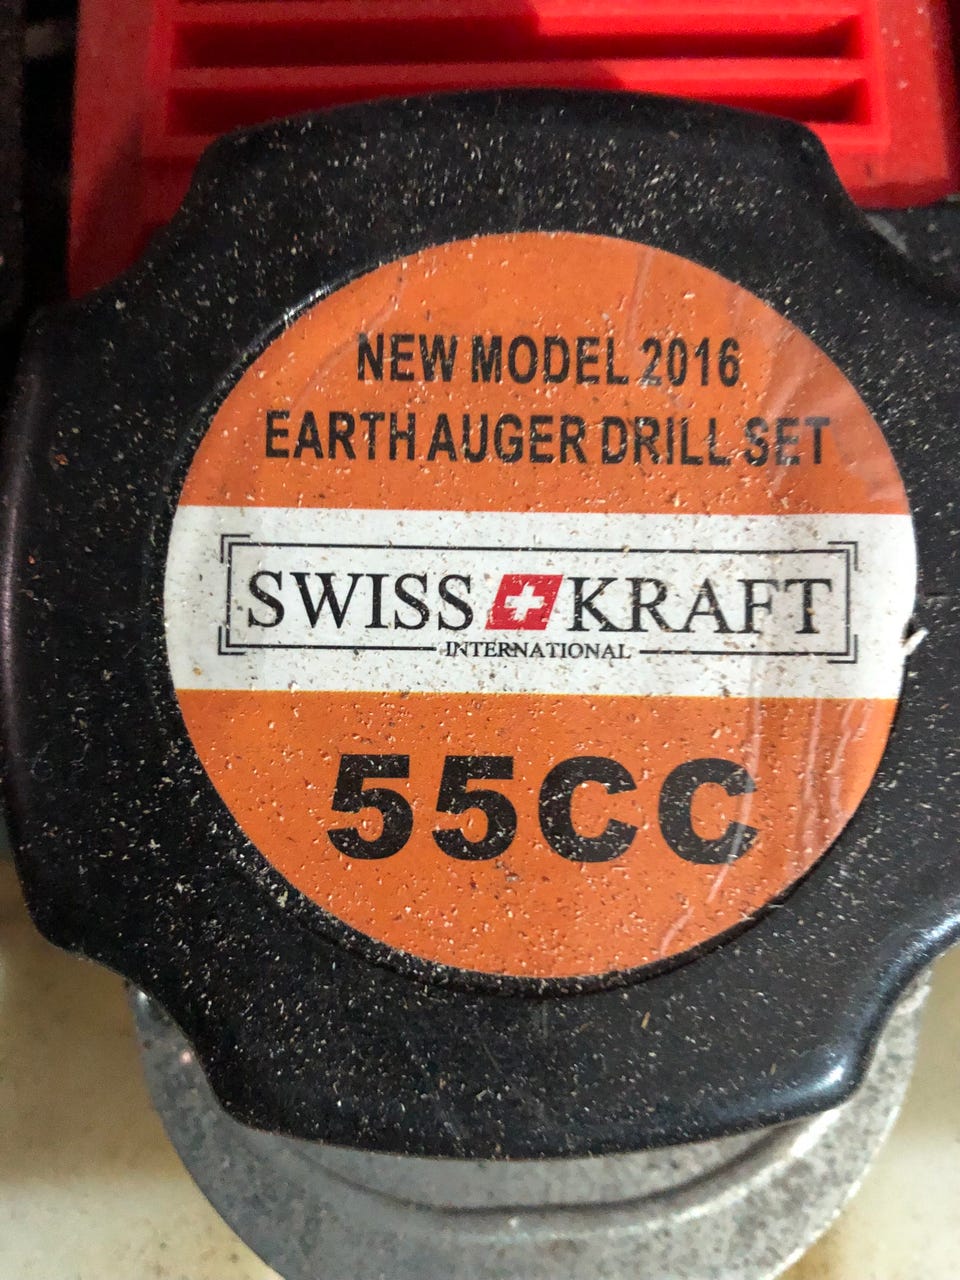 NEW MODEL 2016
EARTH AUGER DRILL SET
SWISS KRAFT
INTERNATIONAL
55CC